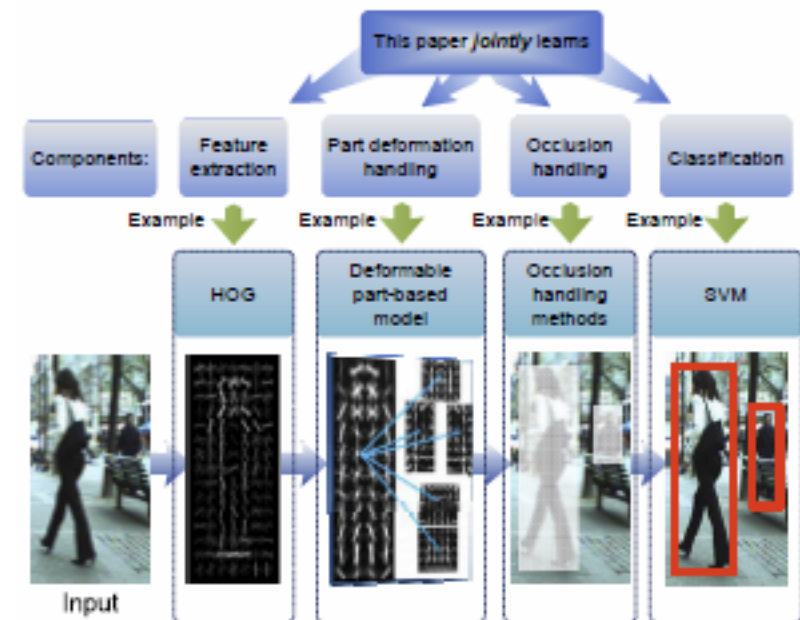 This paper jointly learns
Components:
Feature
extraction
Part deformation
handling
Occlusion
handling
Classification
Example
Example
Example
Example
HOG
Deformable
part-based
model
Occlusion
handling
methods
SVM
Input